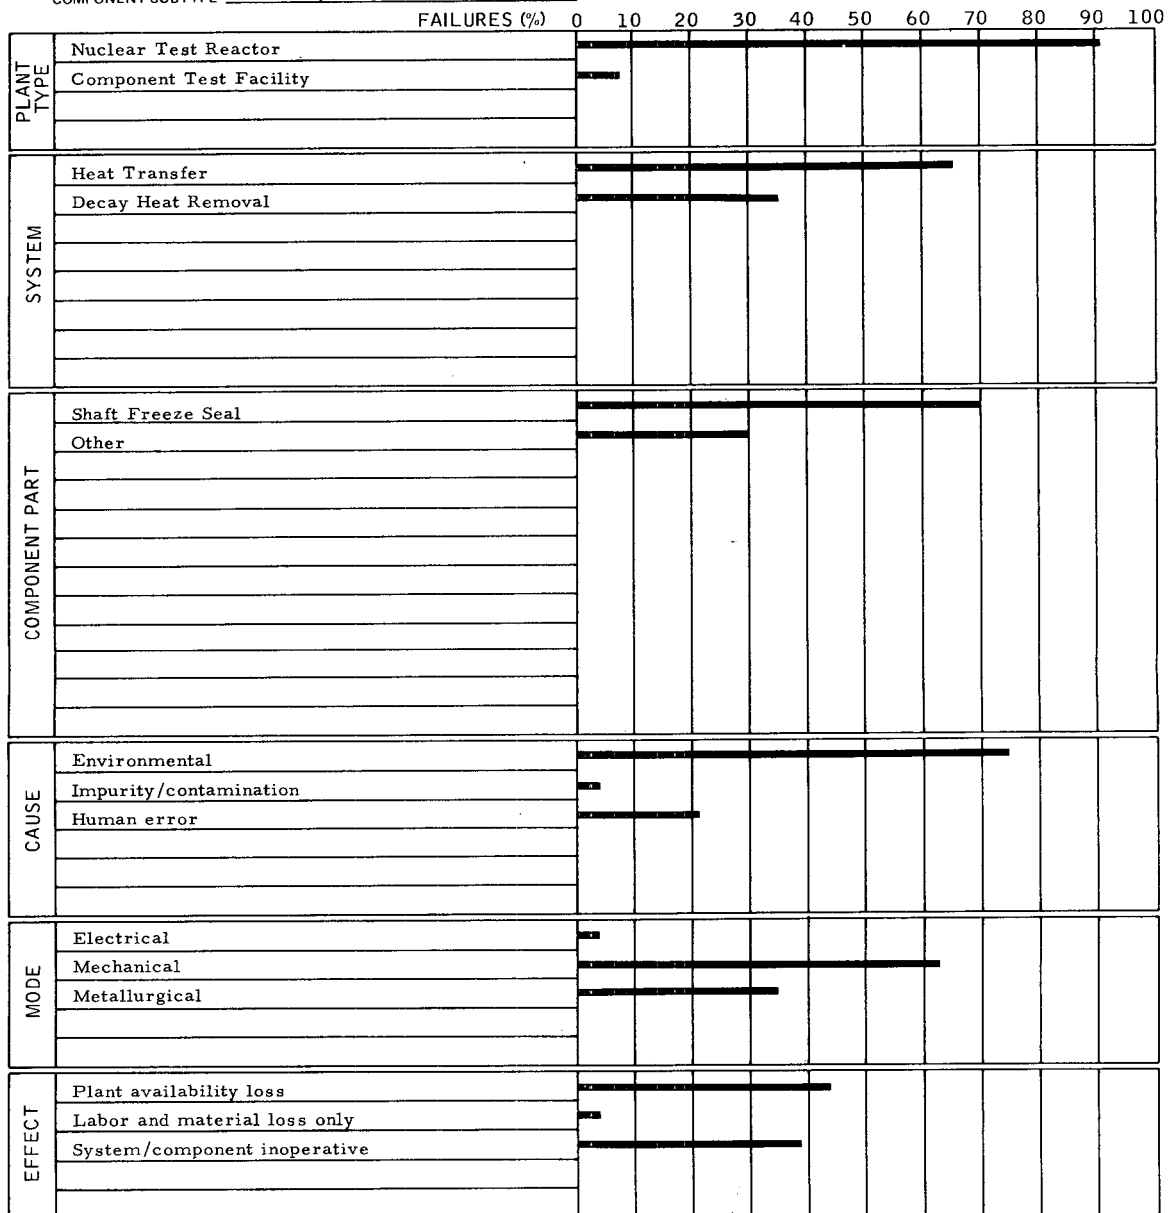 COMPONENT SUBTYPE
FAILURES (%) 0 10 20 30 40 50 60 70 80 90 100
PLANT TYPE
Nuclear Test Reactor
Component Test Facility
SYSTEM
Heat Transfer
Decay Heat Removal
COMPONENT PART
Shaft Freeze Seal
Other
CAUSE
Environmental
Impurity/contamination
Human error
MODE
Electrical
Mechanical
Metallurgical
EFFECT
Plant availability loss
Labor and material loss only
System/component inoperative